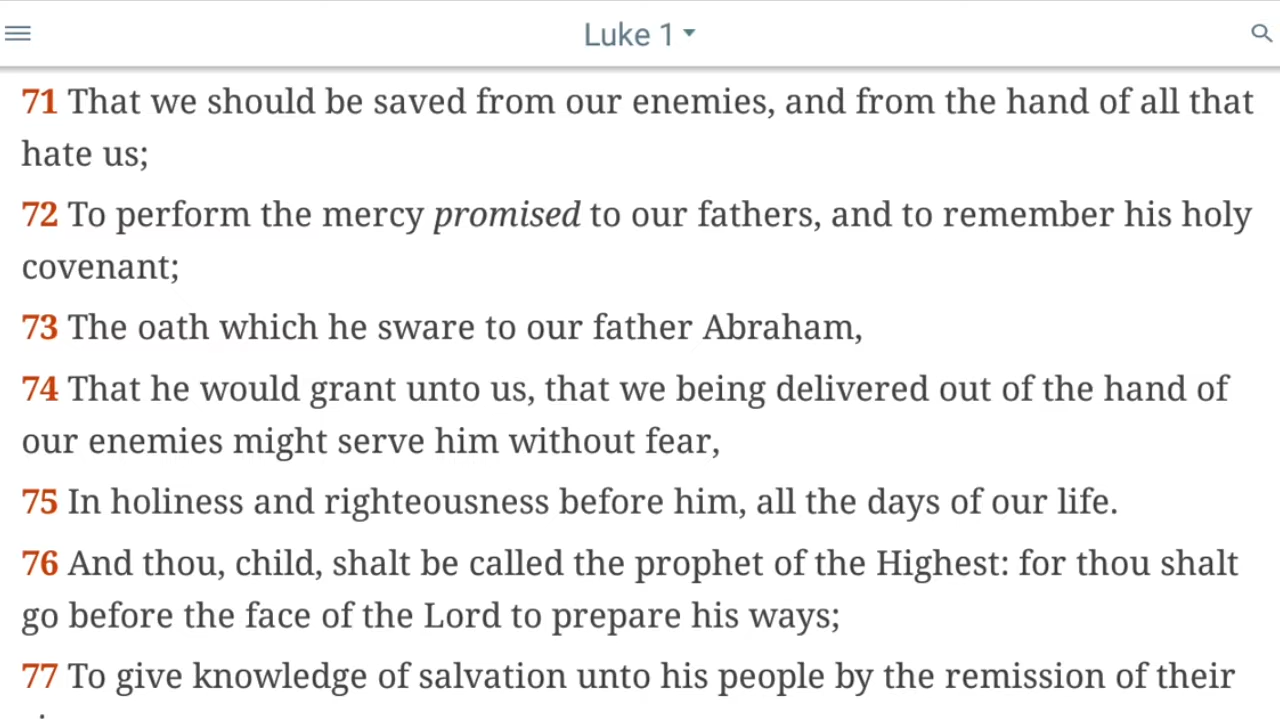 Luke 1
71 That we should be saved from our enemies, and from the hand of all that
hate us;
72 To perform the mercy promised to our fathers, and to remember his holy
covenant;
73 The oath which he sware to our father Abraham,
74 That he would grant unto us, that we being delivered out of the hand of
our enemies might serve him without fear,
75 In holiness and righteousness before him, all the days of our life.
76 And thou, child, shalt be called the prophet of the Highest: for thou shalt
go before the face of the Lord to prepare his ways;
77 To give knowledge of salvation unto his people by the remission of their